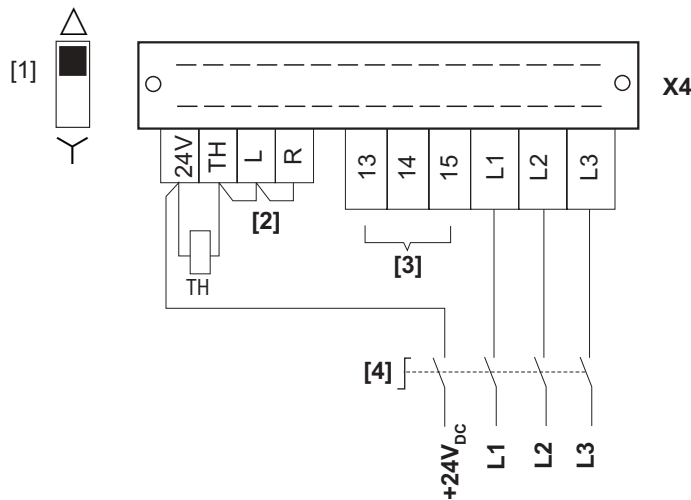 [1]
X4
24V
TH
L
R
13
14
15
L1
L2
L3
[2]
[3]
TH
[4]
+24VDC
L1
L2
L3